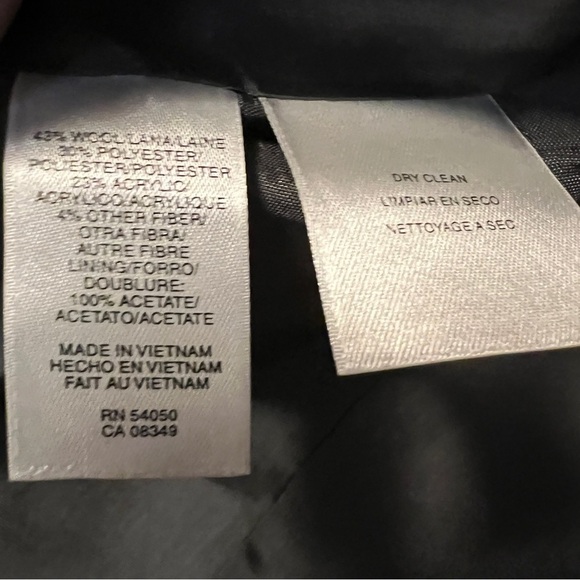 43% WOOL/LANA/LAINE
30% POLYESTER/
POLYESTER/POLYESTER
23% ACRYLIC/
ACRYLICO/ACRYLIQUE
4% OTHER FIBER/
OTRA FIBRA/
AUTRE FIBRE
LINING/FORRO/
DOUBLURE:
100% ACETATE/
ACETATO/ACETATE
MADE IN VIETNAM
HECHO EN VIETNAM
FAIT AU VIETNAM
RN 54050
CA 08349
DRY CLEAN
LIMPIAR EN SECO
NETTOYAGE A SEC